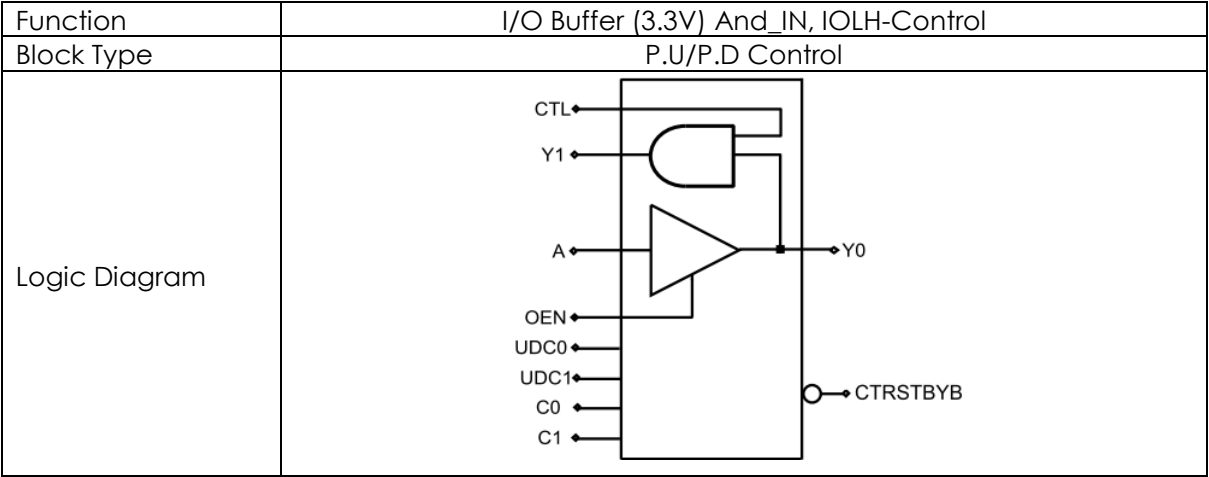 Function
I/O Buffer (3.3V) And_IN, IOLH-Control
Block Type
P.U/P.D Control
Logic Diagram
CTL
Y1
A
Y0
OEN
UDC0
UDC1
CTRSTBYB
C0
C1